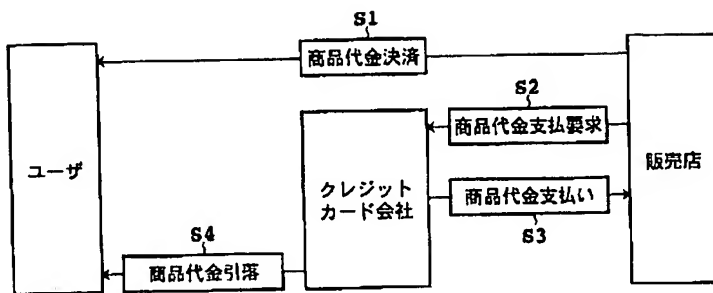 S1
商品代金決済
S2
商品代金支払要求
ユーザ
クレジット
カード会社
販売店
商品代金支払い
S3
S4
商品代金引落